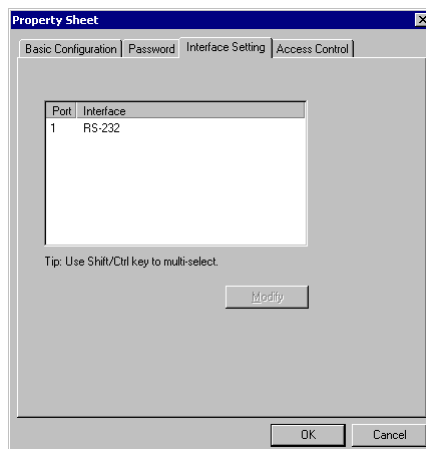 Property Sheet
Basic Configuration Password Interface Setting Access Control
Port Interface
1 RS-232
Tip: Use Shift/Ctrl key to multi-select.
Modify
OK Cancel